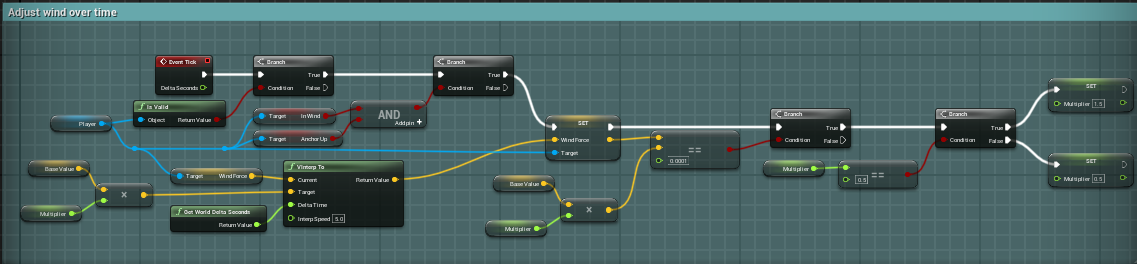 Adjust wind over time
Event Tick
Delta Seconds
Branch
True
Condition
False
Branch
True
Condition
False
Is Valid
Object
Return Value
Target
In Wind
Target
Anchor Up
AND
Add pin +
Player
SET
Wind Force
Target
Base Value
×
Multiplier
Target
Wind Force
Get World Delta Seconds
Return Value
VInterp To
Current
Return Value
Target
Delta Time
Interp Speed
5.0
Base Value
×
Multiplier
==
0.0001
Branch
True
Condition
False
Multiplier
==
0.5
Branch
True
Condition
False
SET
Multiplier
1.5
SET
Multiplier
0.5